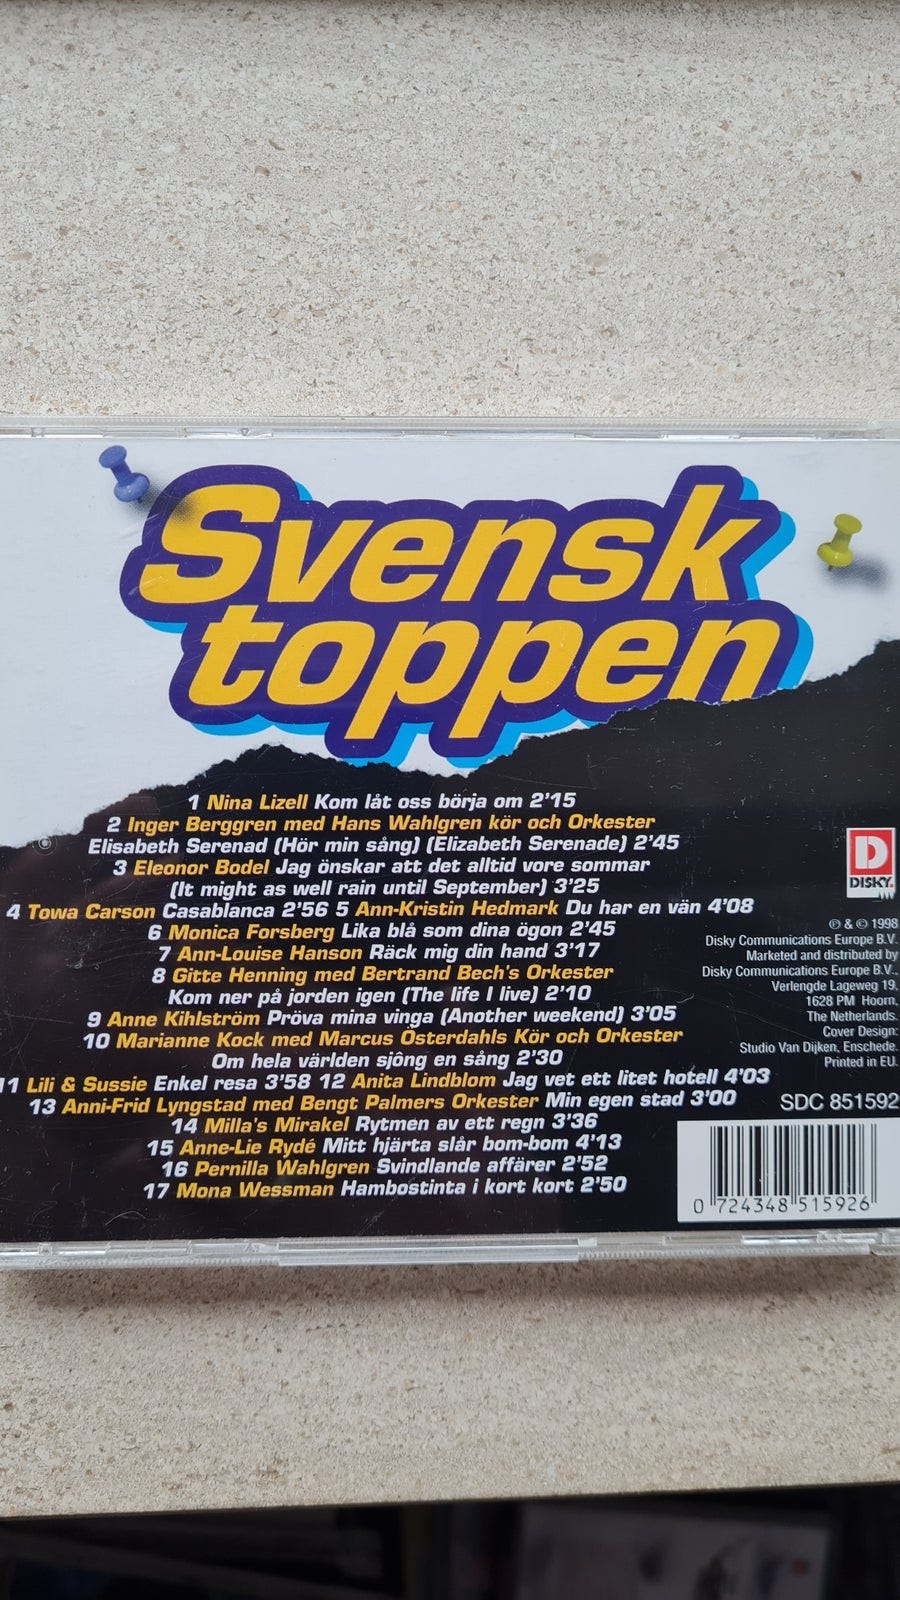 Svensk
toppen
1 Nina Lizell Kom låt oss börja om 2'15
2 Inger Berggren med Hans Wahlgren kör och Orkester
Elisabeth Serenad (Hör min sång) (Elizabeth Serenade) 2'45
3 Eleonor Bodel Jag önskar att det alltid vore sommar
(It might as well rain until September) 3'25
4 Towa Carson Casablanca 2'56 5 Ann-Kristin Hedmark Du har en vän 4'08
6 Monica Forsberg Lika blå som dina ögon 2'45
7 Ann-Louise Hanson Räck mig din hand 3'17
8 Gitte Henning med Bertrand Bech's Orkester
Kom ner på jorden igen (The life I live) 2'10
9 Anne Kihlström Pröva mina vinga (Another weekend) 3'05
10 Marianne Kock med Marcus Österdahls Kör och Orkester
Om hela världen sjông en sång 2'30
11 Lili & Sussie Enkel resa 3'58 12 Anita Lindblom Jag vet ett litet hotell 4'03
13 Anni-Frid Lyngstad med Bengt Palmers Orkester Min egen stad 3'00
14 Milla's Mirakel Rytmen av ett regn 3'36
15 Anne-Lie Rydé Mitt hjärta slår bom-bom 4'13
16 Pernilla Wahlgren Svindlande affärer 2'52
17 Mona Wessman Hambostinta i kort kort 2'50
D
DISKY
℗ & © 1998
Disky Communications Europe B.V.
Marketed and distributed by
Disky Communications Europe B.V.,
Verlengde Lageweg 19,
1628 PM Hoorn,
The Netherlands.
Cover Design:
Studio Van Dijken, Enschede.
Printed in EU.
SDC 851592
0 724348 515926